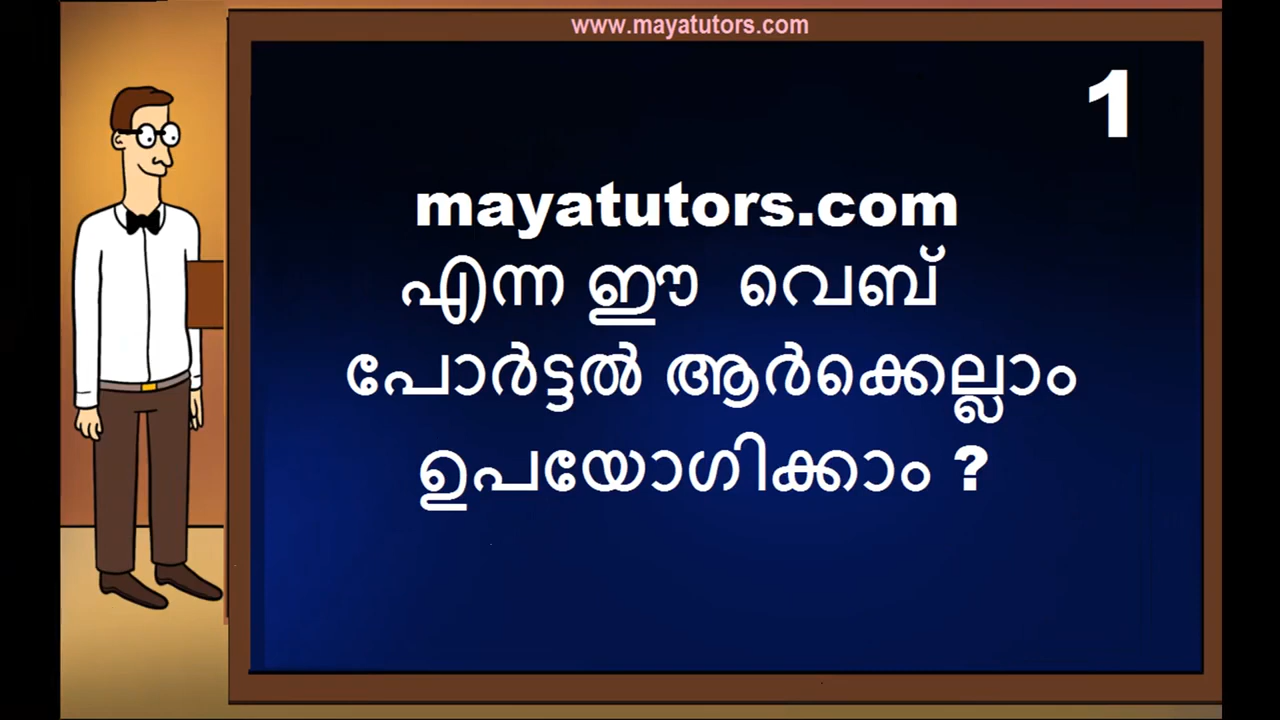 www.mayatutors.com
1
mayatutors.com
എന്ന ഈ വെബ്
പോർട്ടൽ ആർക്കെല്ലാം
ഉപയോഗിക്കാം ?